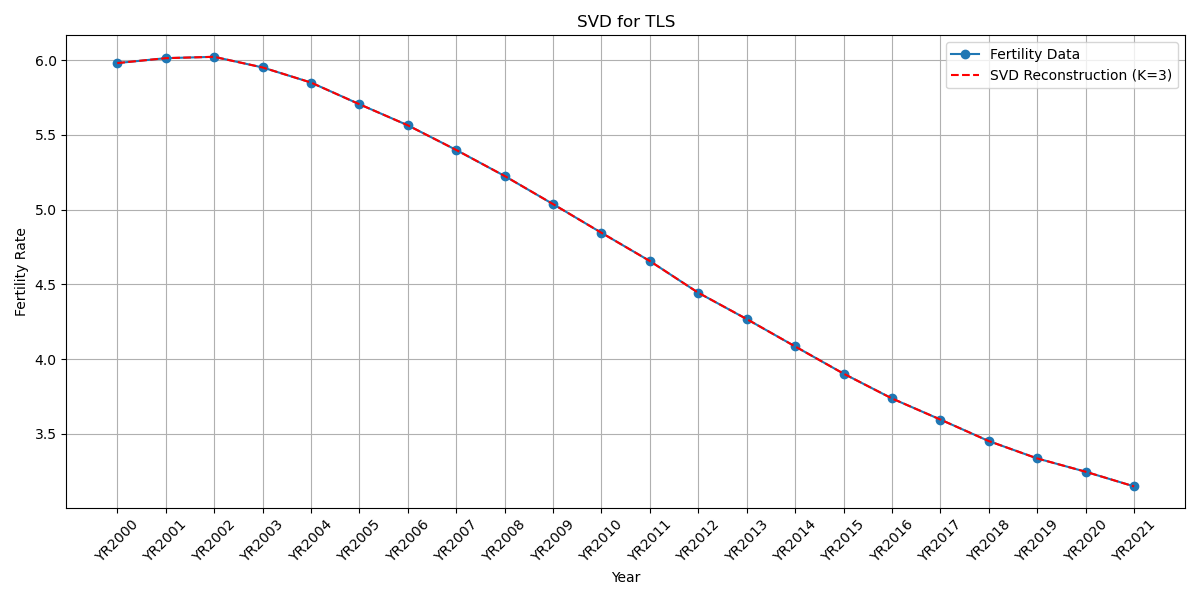 SVD for TLS
Fertility Data
SVD Reconstruction (K=3)
Fertility Rate
6.0
5.5
5.0
4.5
4.0
3.5
YR2000
YR2001
YR2002
YR2003
YR2004
YR2005
YR2006
YR2007
YR2008
YR2009
YR2010
YR2011
YR2012
YR2013
YR2014
YR2015
YR2016
YR2017
YR2018
YR2019
YR2020
YR2021
Year